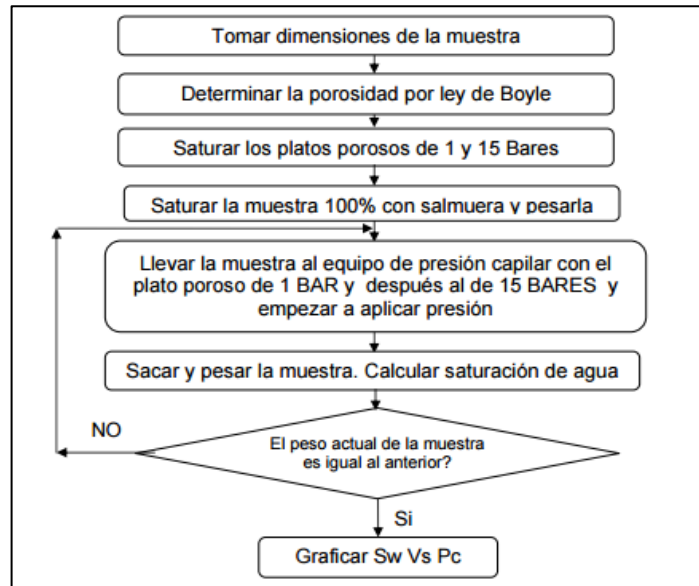 Tomar dimensiones de la muestra
Determinar la porosidad por ley de Boyle
Saturar los platos porosos de 1 y 15 Bares
Saturar la muestra 100% con salmuera y pesarla
Llevar la muestra al equipo de presión capilar con el
plato poroso de 1 BAR y después al de 15 BARES y
empezar a aplicar presión
Sacar y pesar la muestra. Calcular saturación de agua
NO
El peso actual de la muestra
es igual al anterior?
Si
Graficar Sw Vs Pc